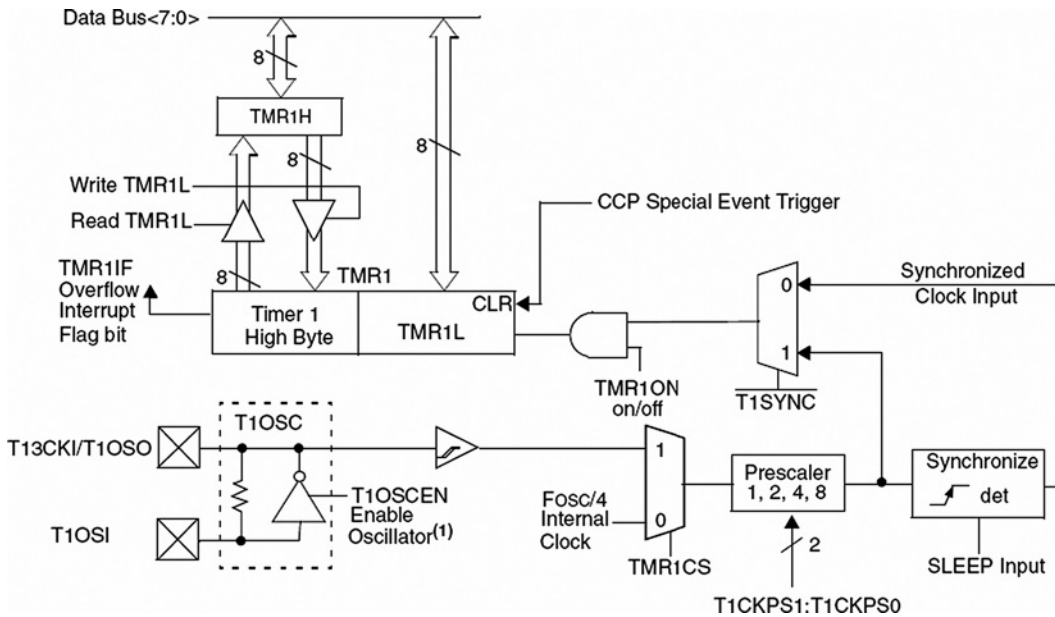 Data Bus<7:0>
8
TMR1H
8
8
Write TMR1L
Read TMR1L
CCP Special Event Trigger
8
TMR1
TMR1IF
Overflow
Interrupt
Flag bit
Timer 1
High Byte
TMR1L
CLR
0
Synchronized
Clock Input
1
TMR1ON
on/off
T1SYNC
T1OSC
T13CKI/T1OSO
1
Prescaler
1, 2, 4, 8
Synchronize
det
T1OSCEN
Enable
Oscillator(1)
FOSC/4
Internal
Clock
0
T1OSI
2
TMR1CS
SLEEP Input
T1CKPS1:T1CKPS0